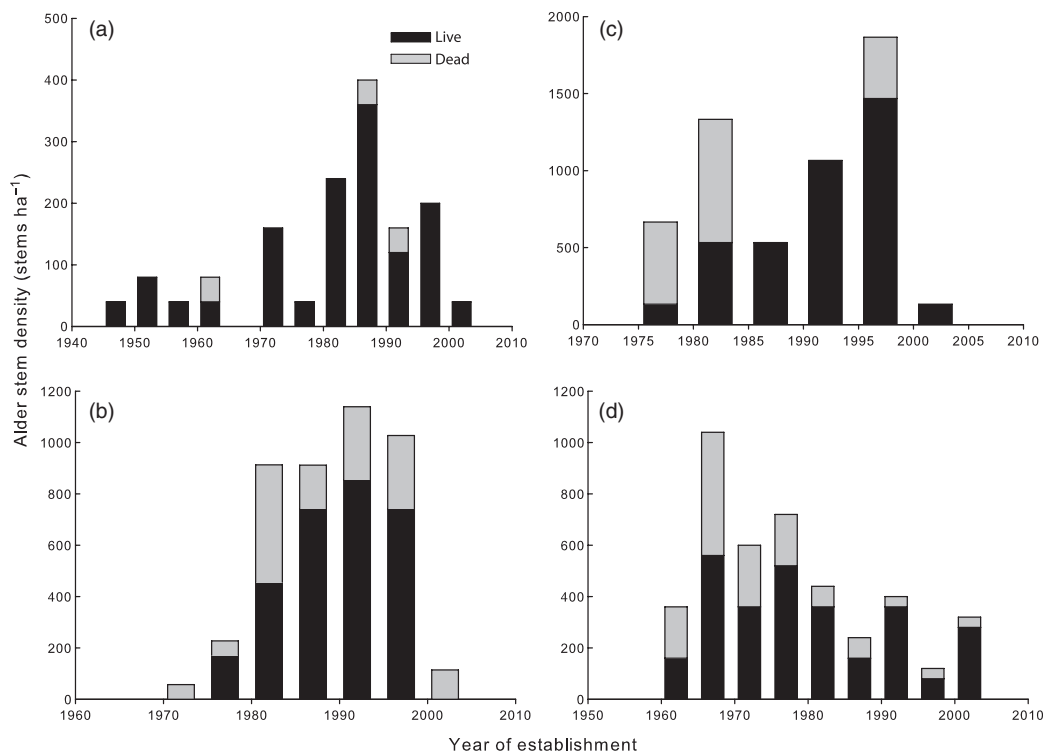 (a)
Live
Dead
500
400
300
200
100
0
1940 1950 1960 1970 1980 1990 2000 2010
(c)
2000
1500
1000
500
0
1970 1975 1980 1985 1990 1995 2000 2005 2010
Alder stem density (stems ha⁻¹)
(b)
1200
1000
800
600
400
200
0
1960 1970 1980 1990 2000 2010
(d)
1200
1000
800
600
400
200
0
1950 1960 1970 1980 1990 2000 2010
Year of establishment